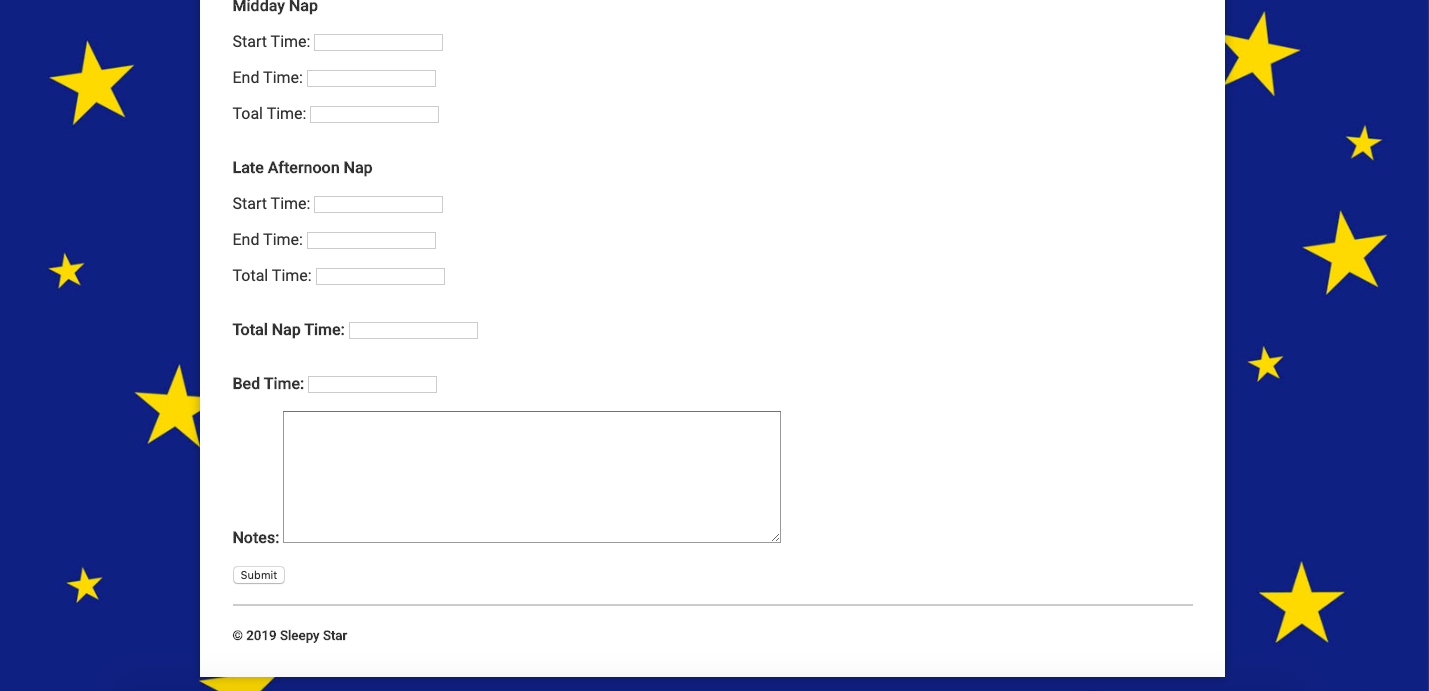 Midday Nap
Start Time:
End Time:
Toal Time:
Late Afternoon Nap
Start Time:
End Time:
Total Time:
Total Nap Time:
Bed Time:
Notes:
Submit
© 2019 Sleepy Star